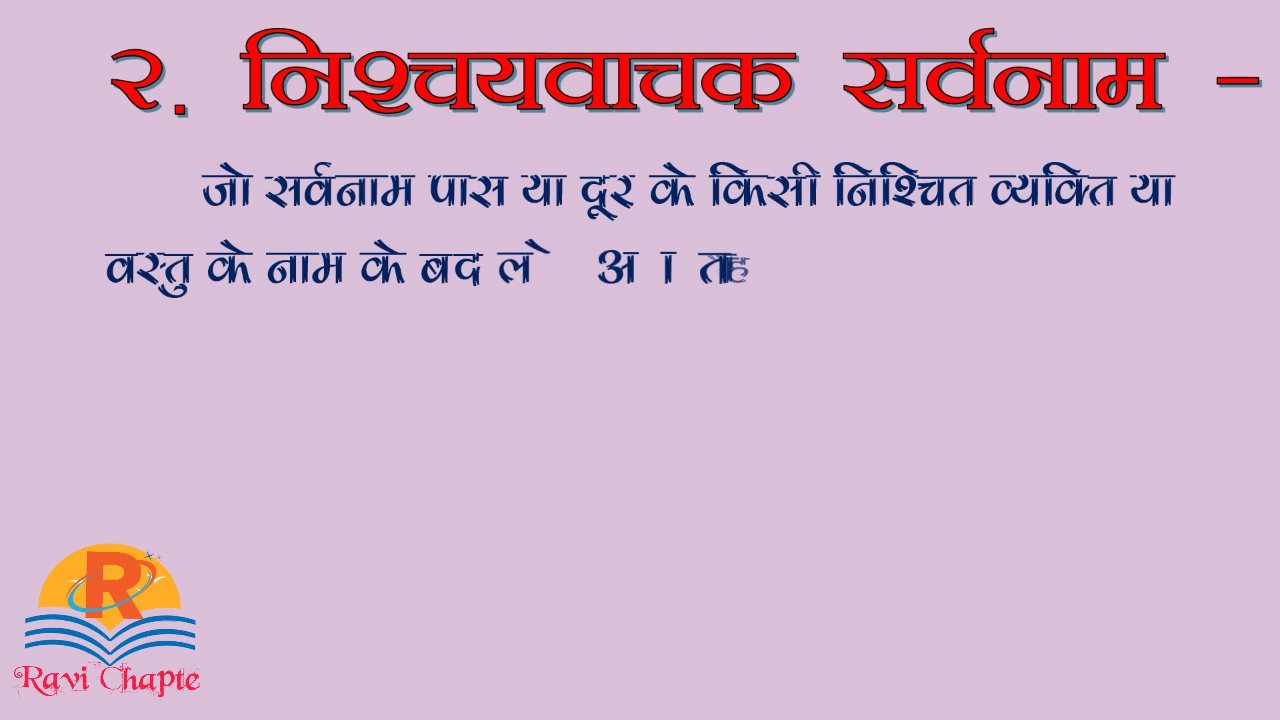 २. निश्चयवाचक सर्वनाम -
जो सर्वनाम पास या दूर के किसी निश्चित व्यक्ति या
वस्तु के नाम के बदले
Ravi Chapte